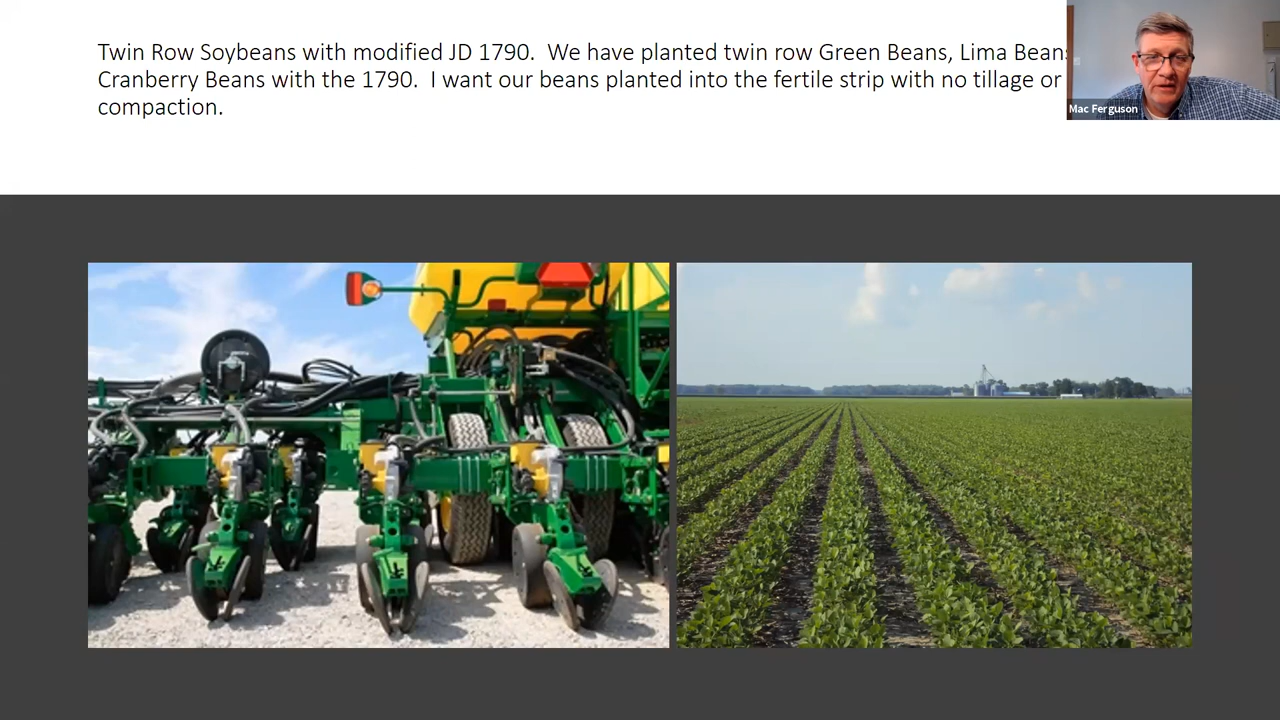 Twin Row Soybeans with modified JD 1790.  We have planted twin row Green Beans, Lima Beans
Cranberry Beans with the 1790.  I want our beans planted into the fertile strip with no tillage or
compaction.
Mac Ferguson